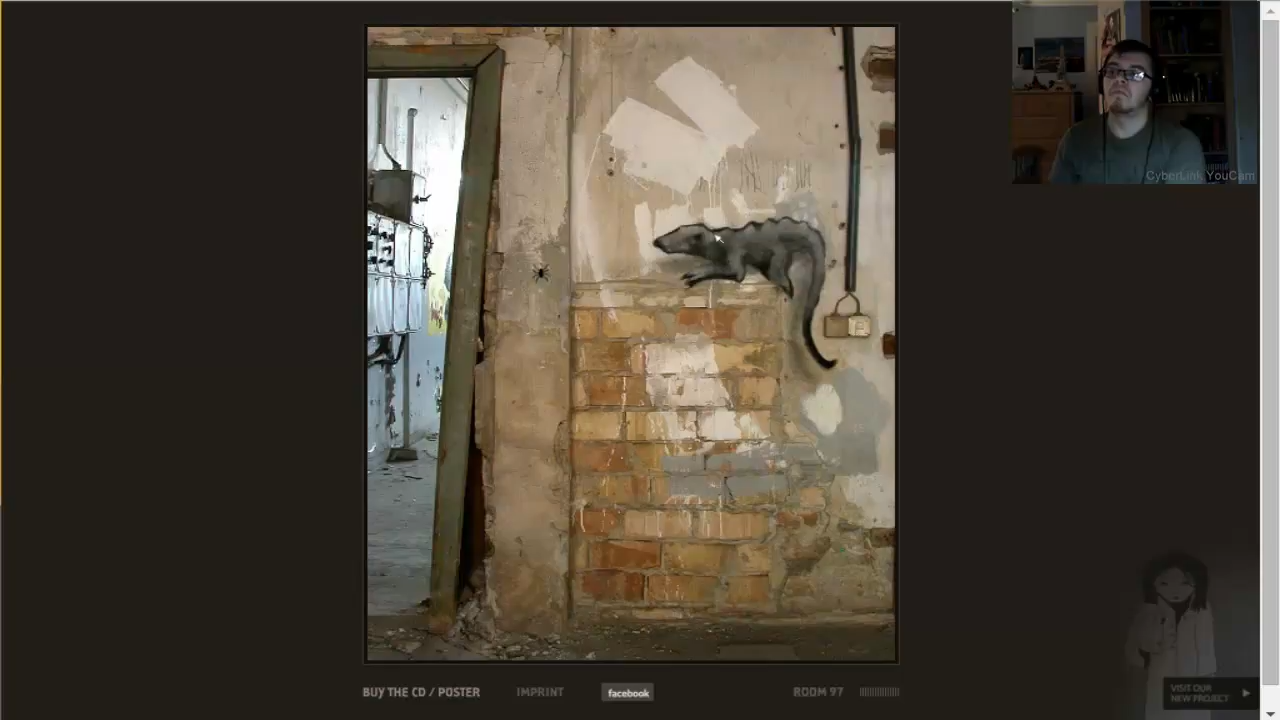 CyberLink YouCam
BUY THE CD / POSTER
IMPRINT
facebook
ROOM 97
VISIT OUR
NEW PROJECT